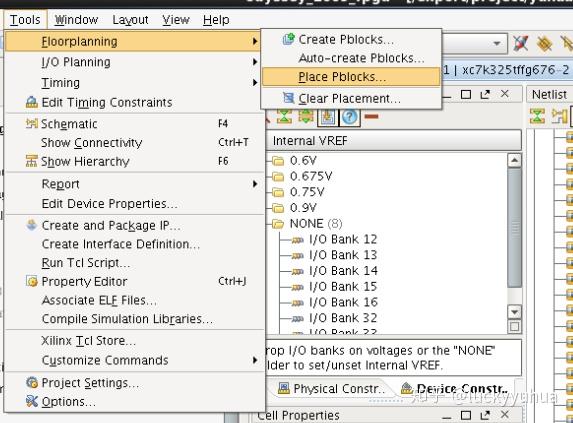 Tools Window Layout View Help
Floorplanning
Create Pblocks...
Auto-create Pblocks...
Place Pblocks...
Clear Placement...
I/O Planning
Timing
Edit Timing Constraints
Schematic F4
Show Connectivity Ctrl+T
Show Hierarchy F6
Report
Edit Device Properties...
Create and Package IP...
Create Interface Definition...
Run Tcl Script...
Property Editor Ctrl+J
Associate ELF Files...
Compile Simulation Libraries...
Xilinx Tcl Store...
Customize Commands
Project Settings...
Options...
1 | xc7k325tffg676-2
Netlist
Internal VREF
0.6V
0.675V
0.75V
0.9V
NONE (8)
I/O Bank 12
I/O Bank 13
I/O Bank 14
I/O Bank 15
I/O Bank 16
I/O Bank 32
rop I/O banks on voltages or the "NONE"
lder to set/unset Internal VREF.
Physical Constr..
Device Constr..
Cell Properties
知乎 @luckyyuhua